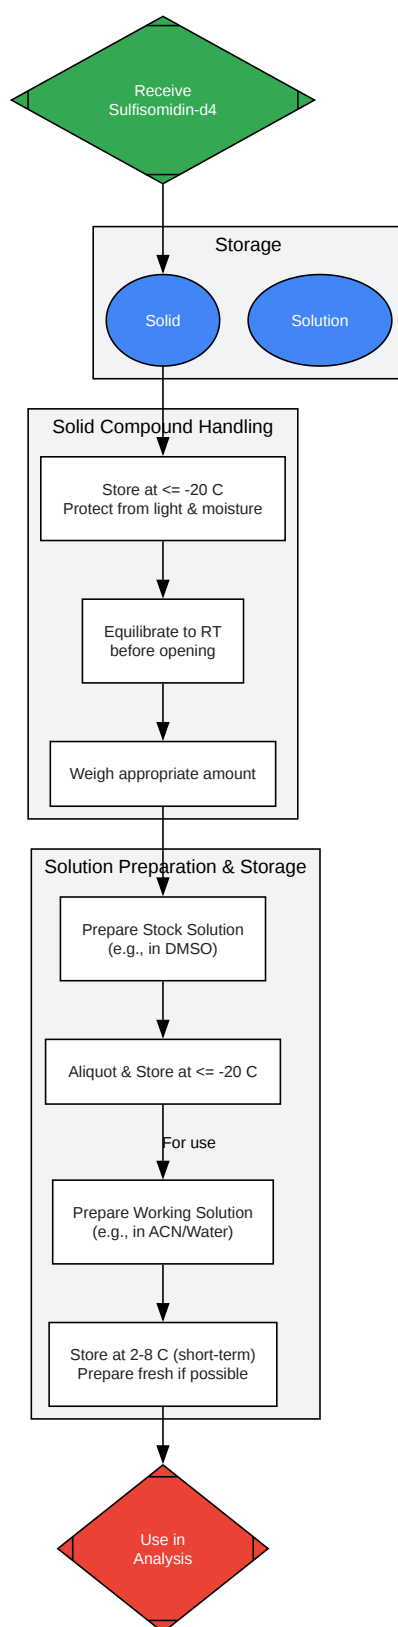 Receive
Sulfisomidin-d4
Storage
Solid
Solution
Solid Compound Handling
Store at <= -20 C
Protect from light & moisture
Equilibrate to RT
before opening
Weigh appropriate amount
Solution Preparation & Storage
Prepare Stock Solution
(e.g., in DMSO)
Aliquot & Store at <= -20 C
For use
Prepare Working Solution
(e.g., in ACN/Water)
Store at 2-8 C (short-term)
Prepare fresh if possible
Use in
Analysis